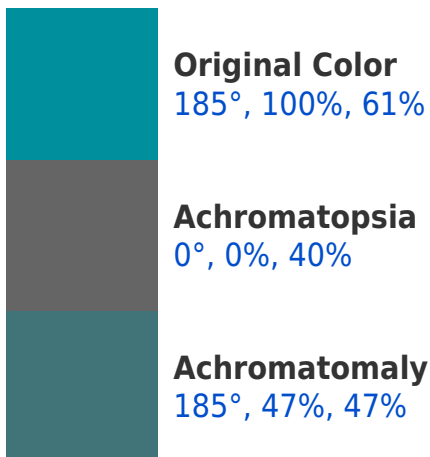 Original Color
185°, 100%, 61%
Achromatopsia
0°, 0%, 40%
Achromatomaly
185°, 47%, 47%